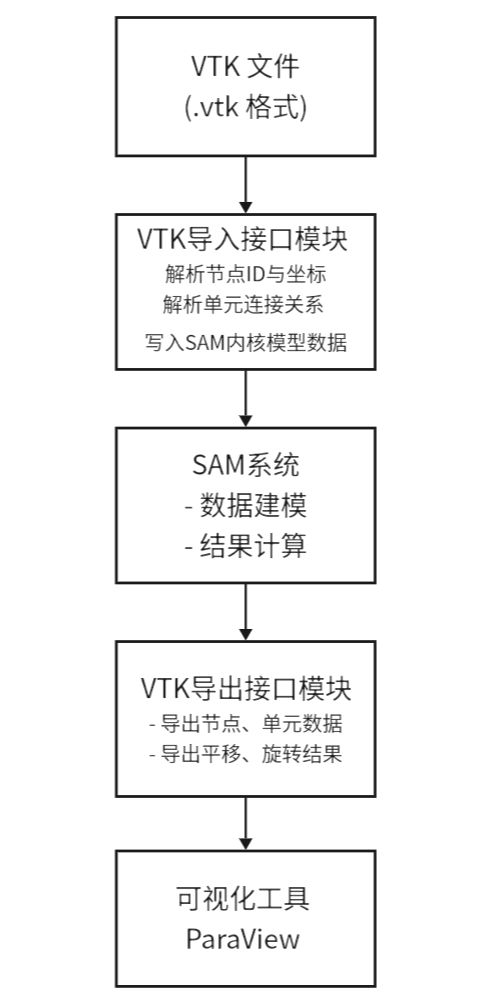 VTK 文件
(.vtk 格式)
VTK导入接口模块
解析节点ID与坐标
解析单元连接关系
写入SAM内核模型数据
SAM系统
- 数据建模
- 结果计算
VTK导出接口模块
- 导出节点、单元数据
- 导出平移、旋转结果
可视化工具
ParaView